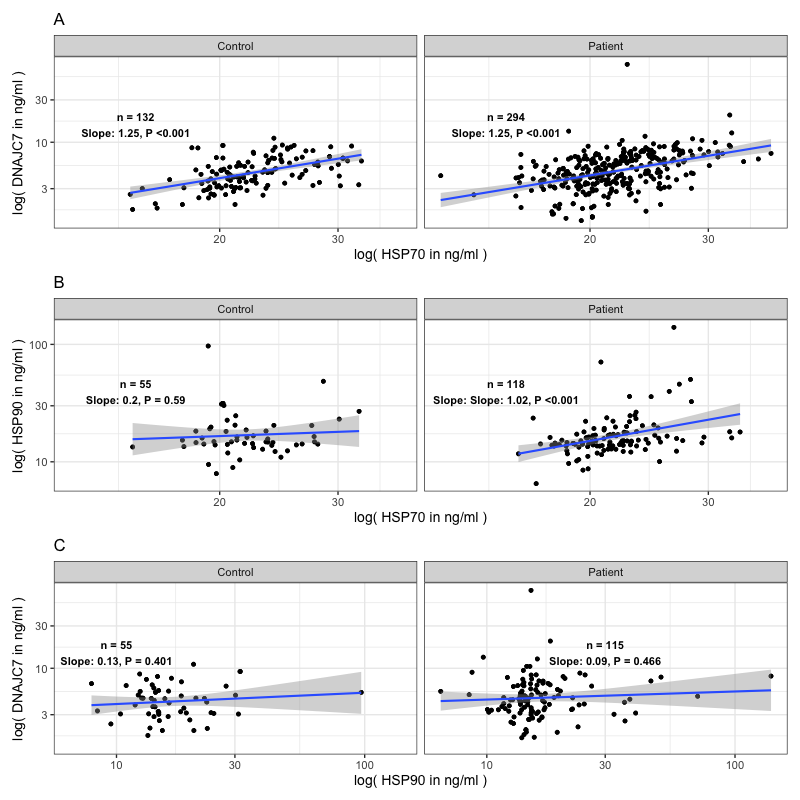 A
Control
Patient
log( DNAJC7 in ng/ml )
30
10
3
n = 132
Slope: 1.25, P <0.001
n = 294
Slope: 1.25, P <0.001
20
30
20
30
log( HSP70 in ng/ml )
B
Control
Patient
log( HSP90 in ng/ml )
100
30
10
n = 55
Slope: 0.2, P = 0.59
n = 118
Slope: Slope: 1.02, P <0.001
20
30
20
30
log( HSP70 in ng/ml )
C
Control
Patient
log( DNAJC7 in ng/ml )
30
10
3
n = 55
Slope: 0.13, P = 0.401
n = 115
Slope: 0.09, P = 0.466
10
30
100
10
30
100
log( HSP90 in ng/ml )